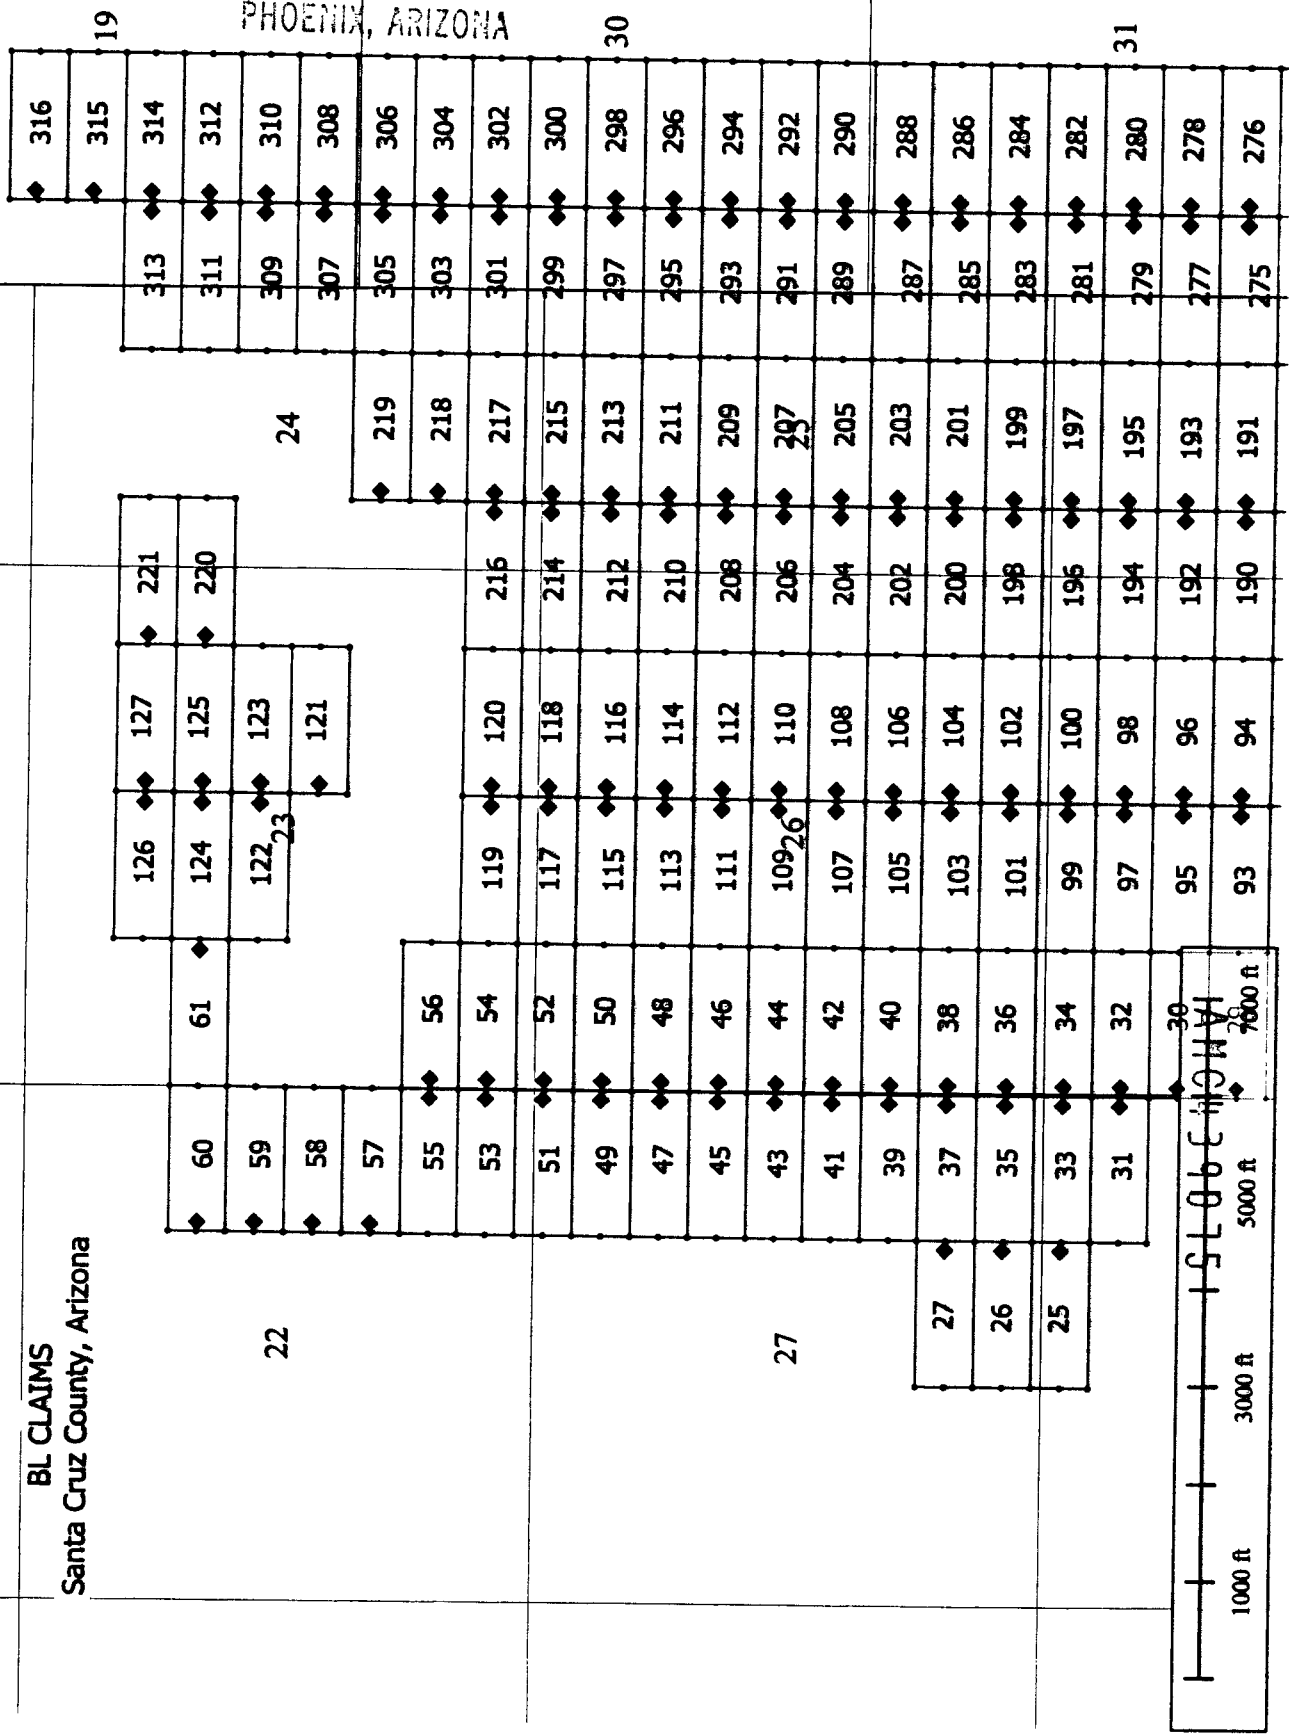 BL CLAIMS
Santa Cruz County, Arizona
PHOENIX, ARIZONA
19
30
31
316 315 314 312 310 308 306 304 302 300 298 296 294 292 290 288 286 284 282 280 278 276
313 311 309 307 305 303 301 299 297 295 293 291 289 287 285 283 281 279 277 275
24
219 218 217 215 213 211 209 207 205 203 201 199 197 195 193 191
25
221 220 216 214 212 210 208 206 204 202 200 198 196 194 192 190
127 125 123 121 120 118 116 114 112 110 108 106 104 102 100 98 96 94
23
26
126 124 122 119 117 115 113 111 109 107 105 103 101 99 97 95 93
61 56 54 52 50 48 46 44 42 40 38 36 34 32 30 29
60 59 58 57 55 53 51 49 47 45 43 41 39 37 35 33 31
22
27
27 26 25
1000 ft 3000 ft 5000 ft 7000 ft